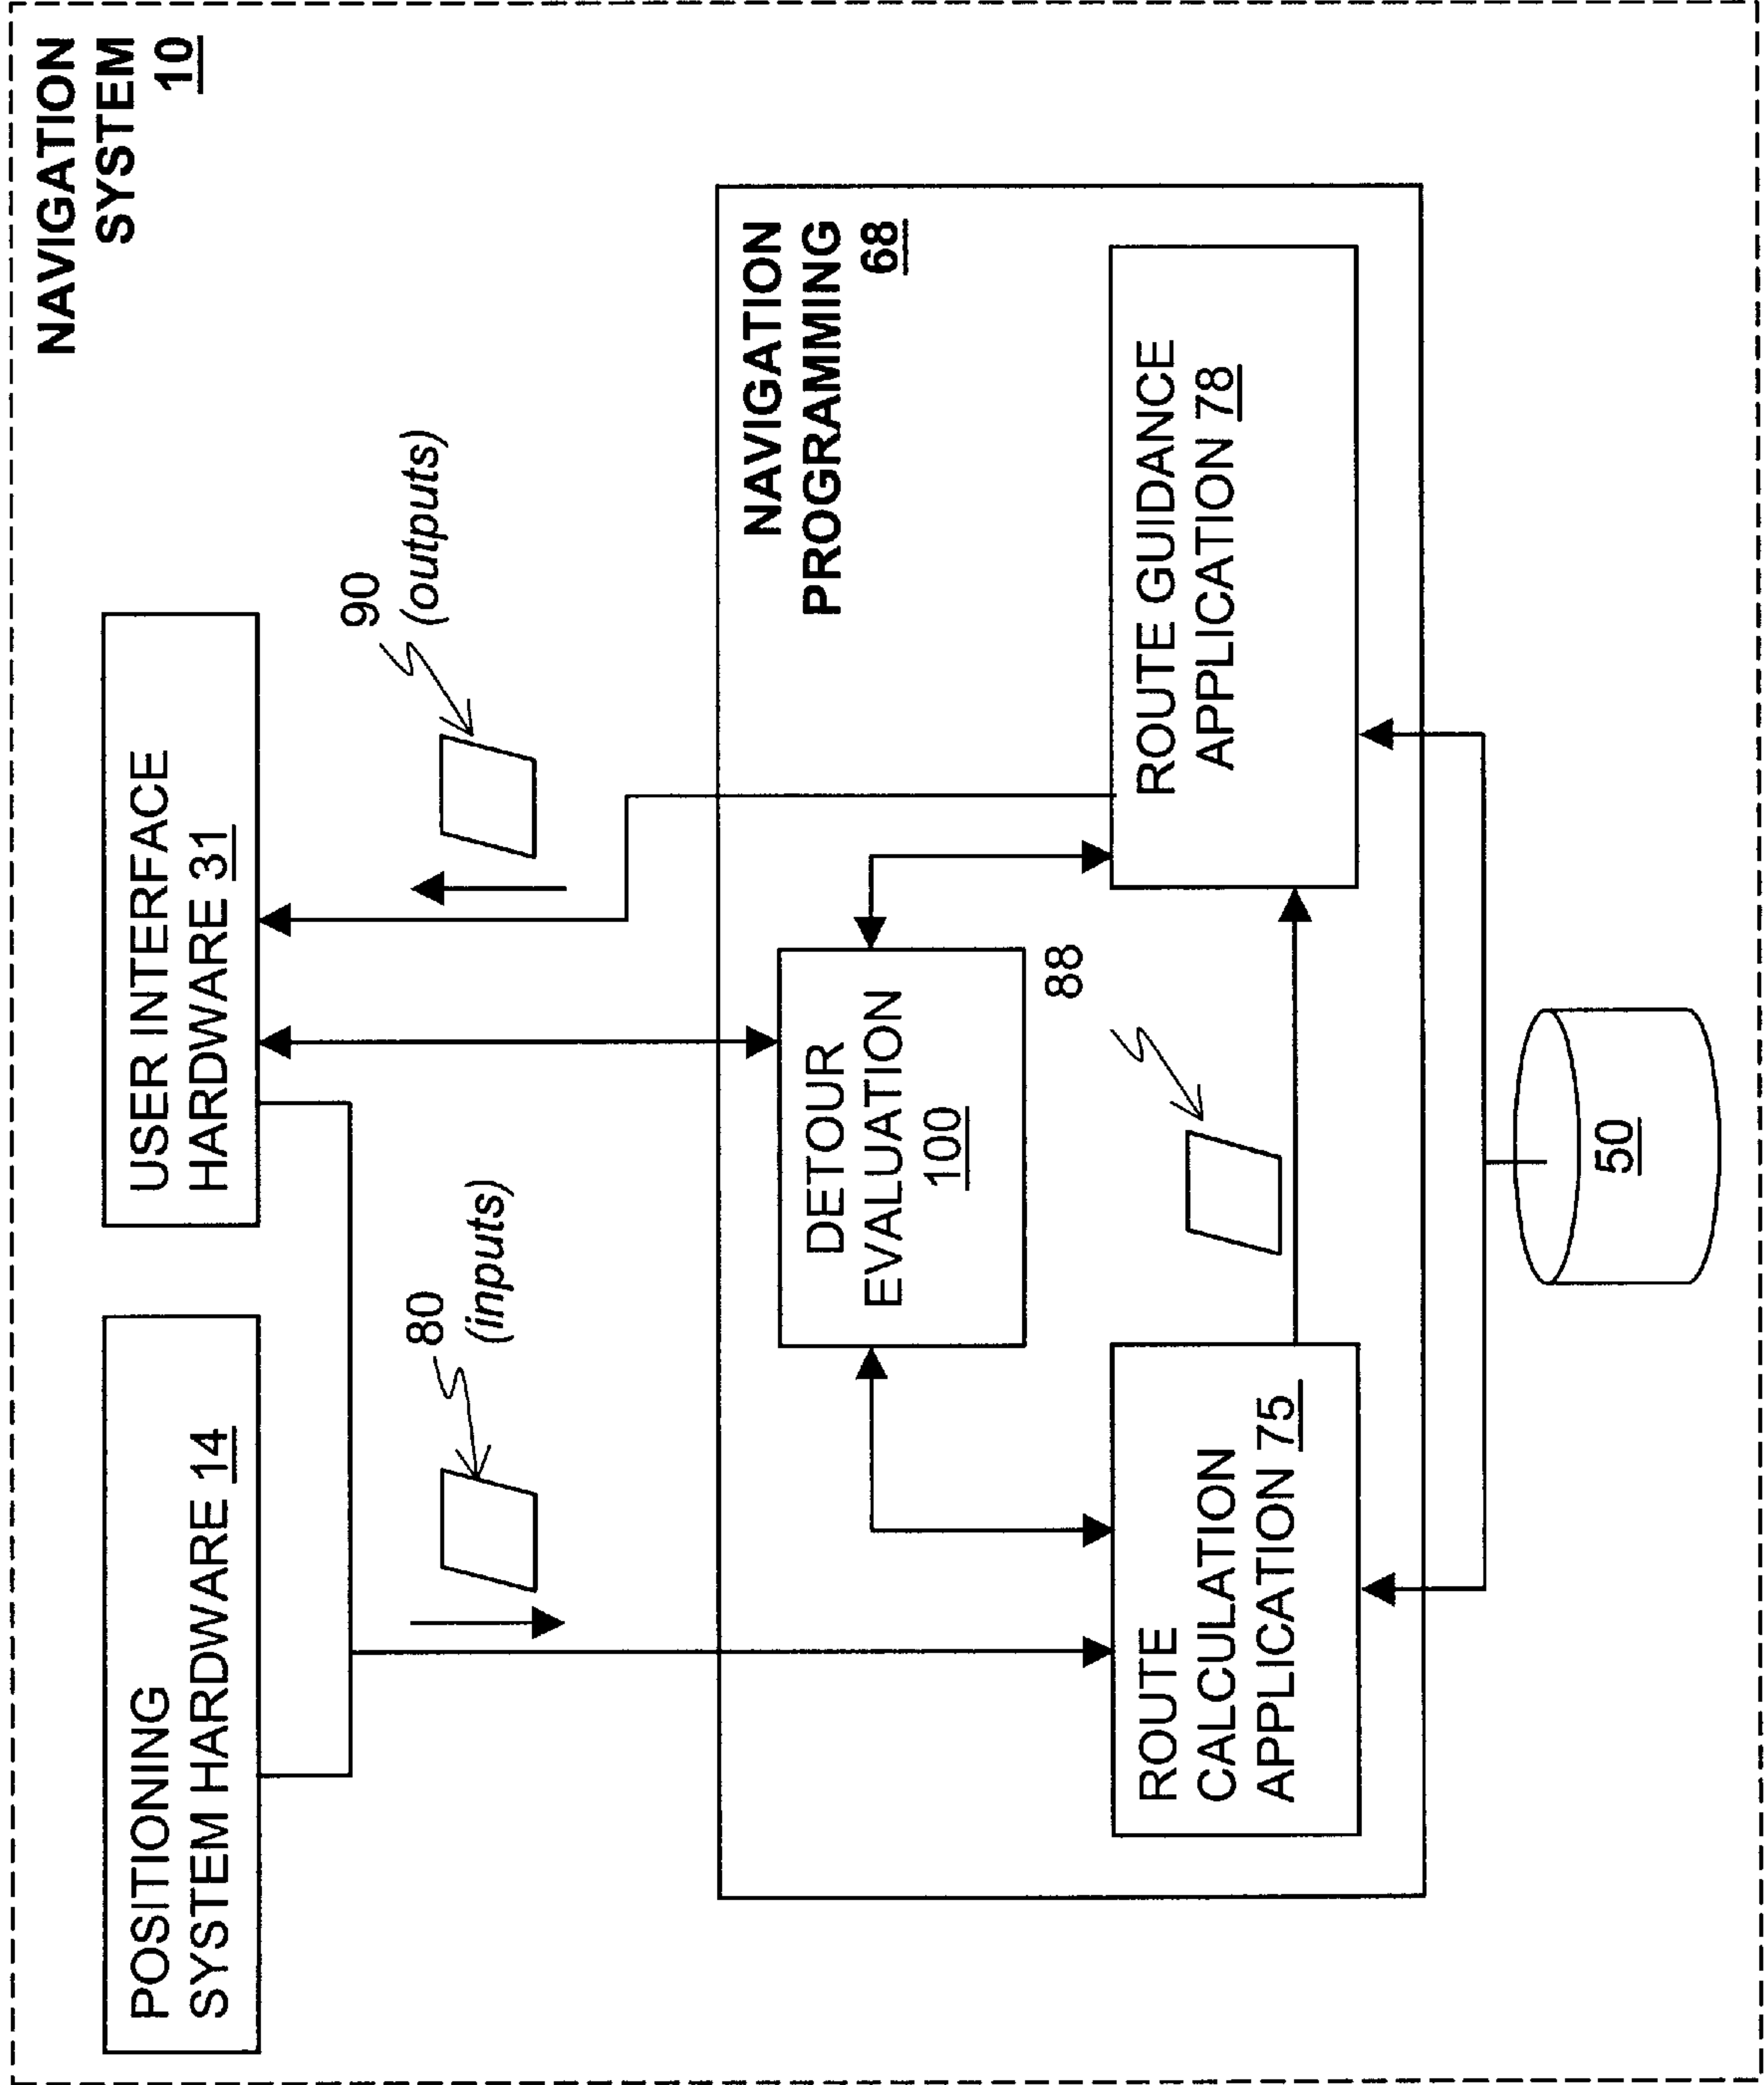 NAVIGATION
SYSTEM
10
POSITIONING
SYSTEM HARDWARE 14
USER INTERFACE
HARDWARE 31
80
(inputs)
90
(outputs)
NAVIGATION
PROGRAMMING
68
DETOUR
EVALUATION
100
88
ROUTE
CALCULATION
APPLICATION 75
ROUTE GUIDANCE
APPLICATION 78
50